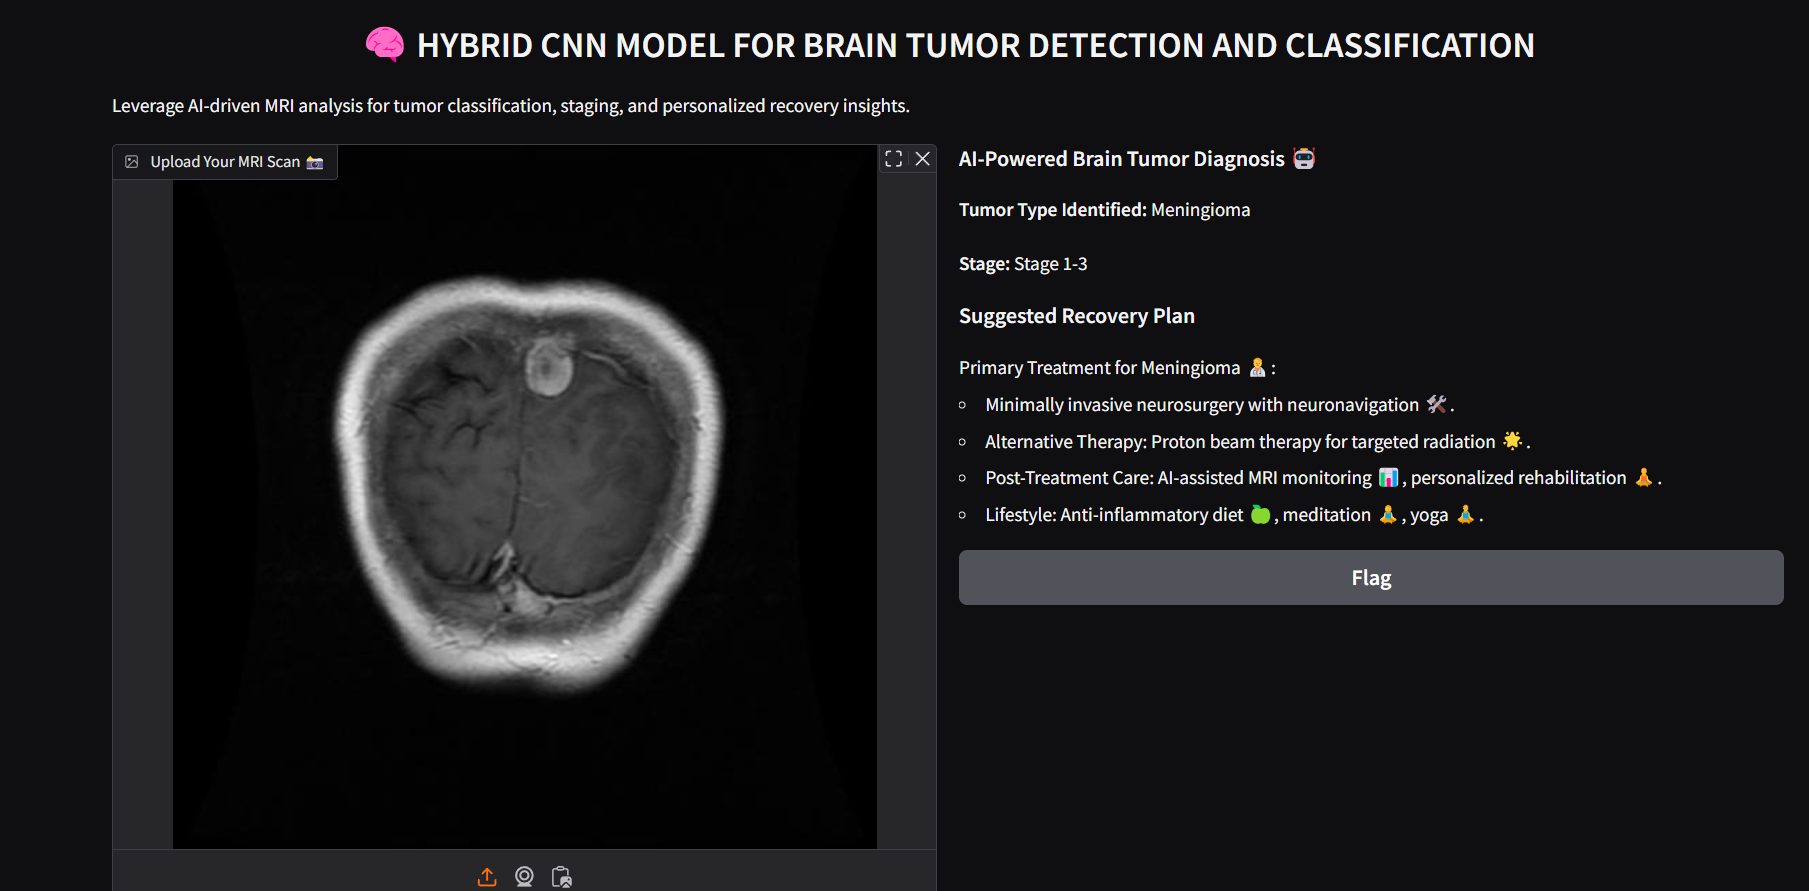 🧠 HYBRID CNN MODEL FOR BRAIN TUMOR DETECTION AND CLASSIFICATION
Leverage AI-driven MRI analysis for tumor classification, staging, and personalized recovery insights.
Upload Your MRI Scan 📸
AI-Powered Brain Tumor Diagnosis 🤖
Tumor Type Identified: Meningioma
Stage: Stage 1-3
Suggested Recovery Plan
Primary Treatment for Meningioma 🧑‍⚕️ :
Minimally invasive neurosurgery with neuronavigation 🛠️ .
Alternative Therapy: Proton beam therapy for targeted radiation 🌟 .
Post-Treatment Care: AI-assisted MRI monitoring 📊 , personalized rehabilitation 🧘 .
Lifestyle: Anti-inflammatory diet 🍏 , meditation 🧘 , yoga 🧘 .
Flag